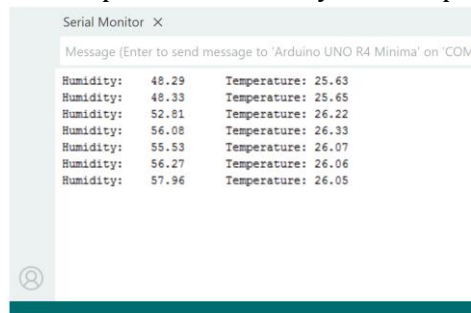 Serial Monitor ×
Message (Enter to send message to 'Arduino UNO R4 Minima' on 'COM
Humidity: 48.29 Temperature: 25.63
Humidity: 48.33 Temperature: 25.65
Humidity: 52.81 Temperature: 26.22
Humidity: 56.08 Temperature: 26.33
Humidity: 55.53 Temperature: 26.07
Humidity: 56.27 Temperature: 26.06
Humidity: 57.96 Temperature: 26.05